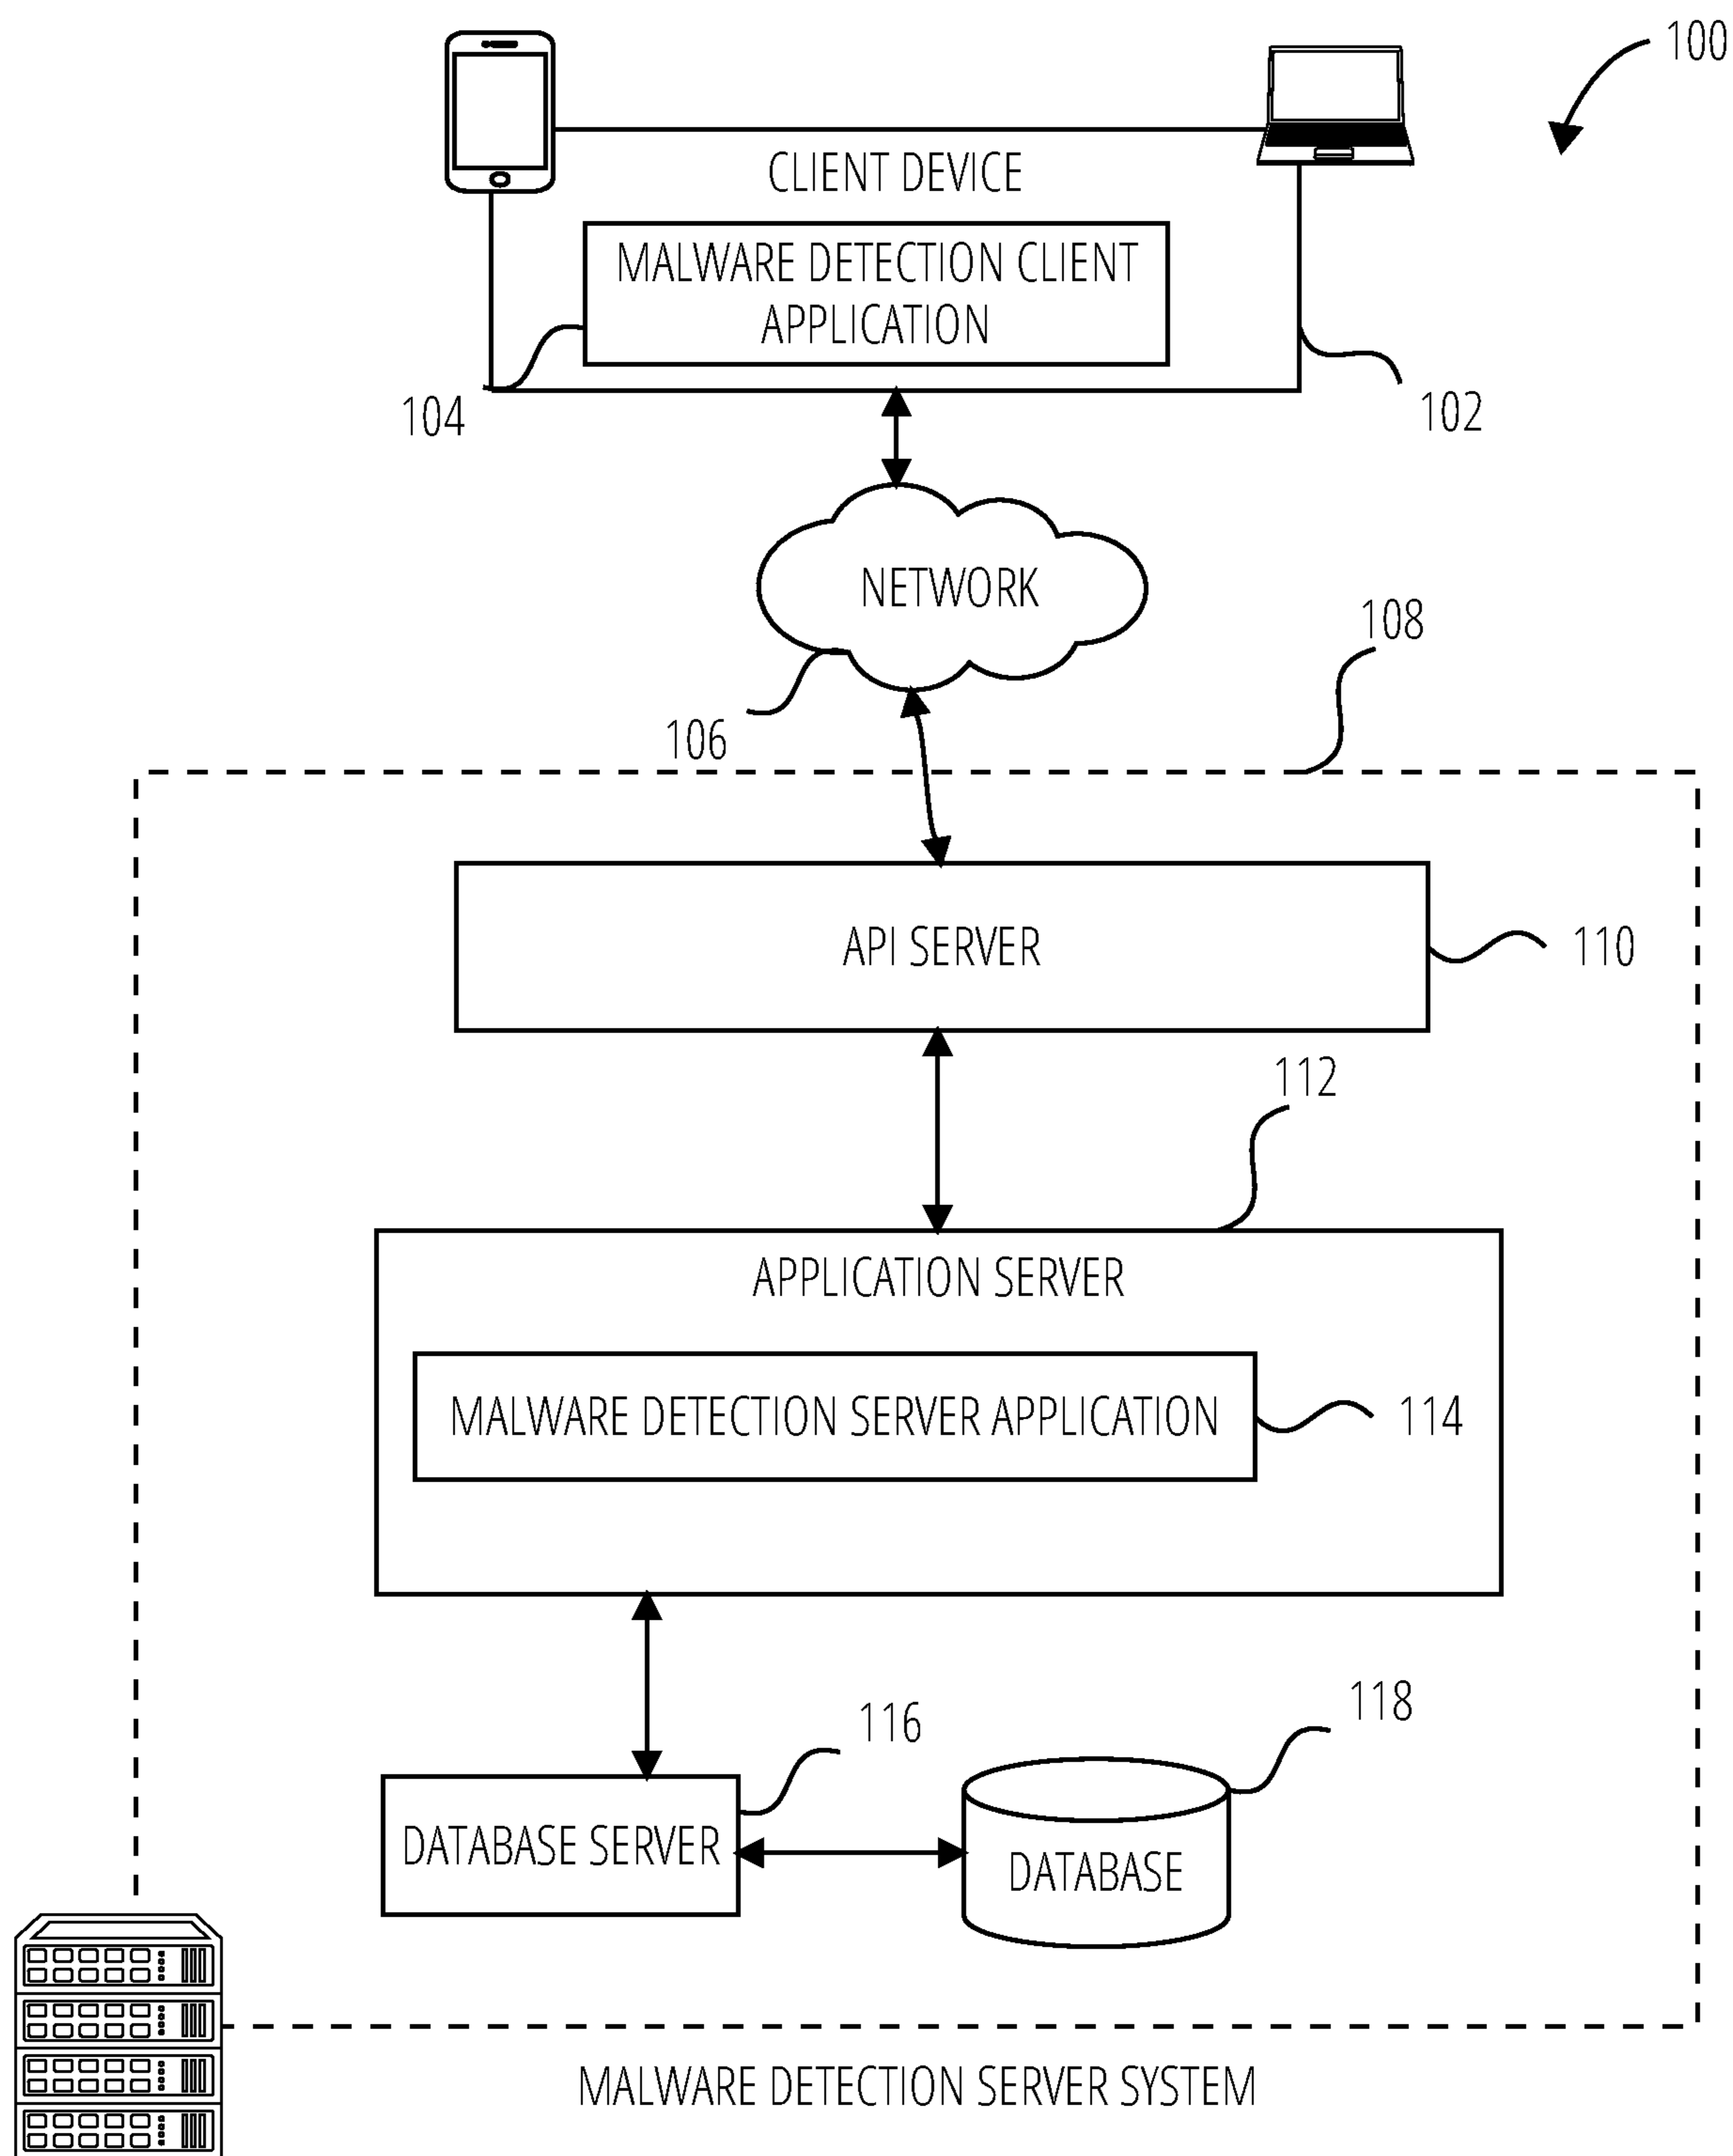 100
CLIENT DEVICE
MALWARE DETECTION CLIENT
APPLICATION
104
102
NETWORK
108
106
API SERVER
110
112
APPLICATION SERVER
MALWARE DETECTION SERVER APPLICATION
114
116
118
DATABASE SERVER
DATABASE
MALWARE DETECTION SERVER SYSTEM